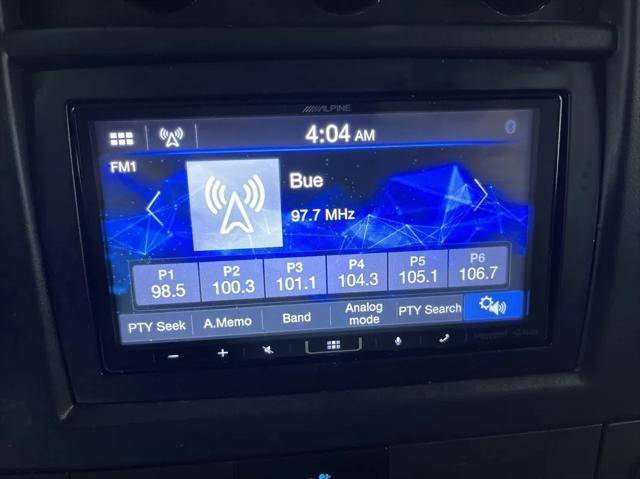 ALPINE
4:04 AM
FM1
Bue
97.7 MHz
P1 P2 P3 P4 P5 P6
98.5 100.3 101.1 104.3 105.1 106.7
PTY Seek A.Memo Band Analog mode PTY Search